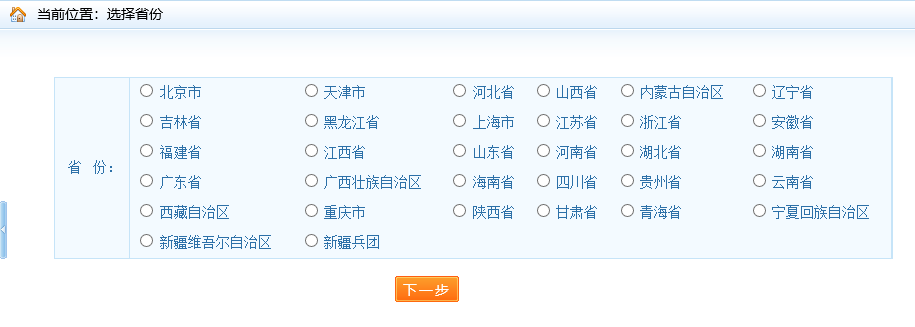 当前位置：选择省份
北京市 天津市 河北省 山西省 内蒙古自治区 辽宁省
吉林省 黑龙江省 上海市 江苏省 浙江省 安徽省
福建省 江西省 山东省 河南省 湖北省 湖南省
省 份：
广东省 广西壮族自治区 海南省 四川省 贵州省 云南省
西藏自治区 重庆市 陕西省 甘肃省 青海省 宁夏回族自治区
新疆维吾尔自治区 新疆兵团
下一步